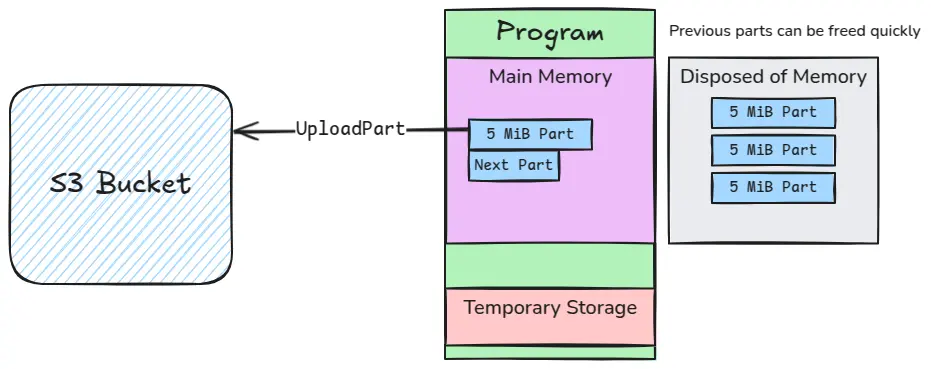 Program
Previous parts can be freed quickly
Main Memory
Disposed of Memory
5 MiB Part
UploadPart
5 MiB Part
Next Part
5 MiB Part
5 MiB Part
S3 Bucket
Temporary Storage